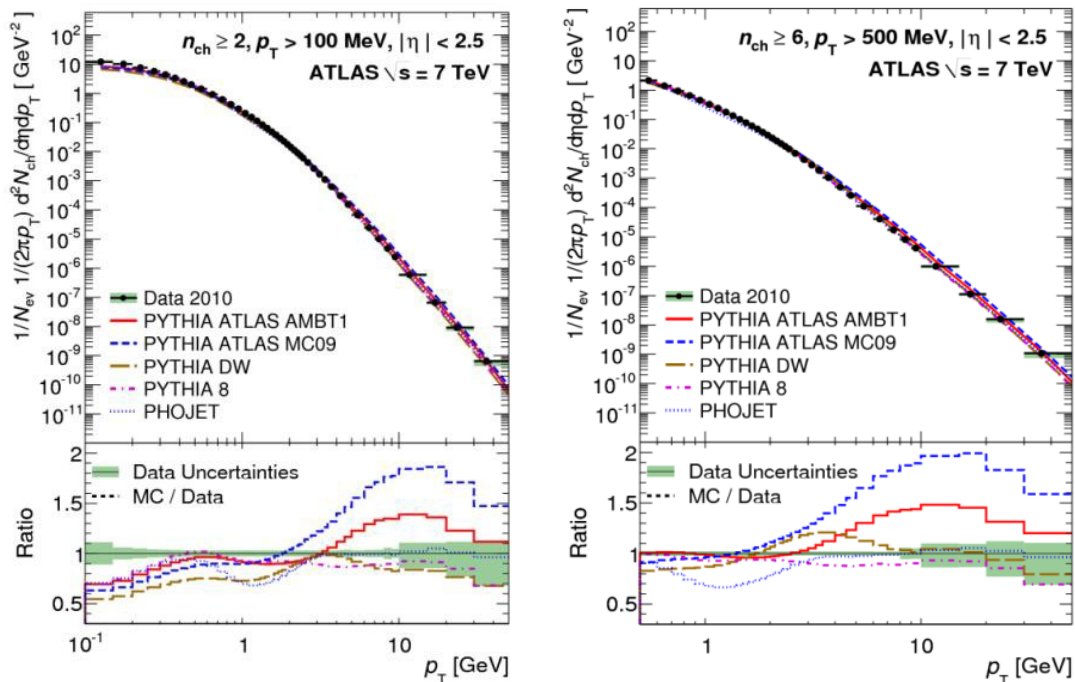 n_ch ≥ 2, p_T > 100 MeV, |η| < 2.5
ATLAS √s = 7 TeV
1/N_ev 1/(2πp_T) d²N_ch/dηdp_T [ GeV⁻² ]
10²
10
1
10⁻¹
10⁻²
10⁻³
10⁻⁴
10⁻⁵
10⁻⁶
10⁻⁷
10⁻⁸
10⁻⁹
10⁻¹⁰
10⁻¹¹
Data 2010
PYTHIA ATLAS AMBT1
PYTHIA ATLAS MC09
PYTHIA DW
PYTHIA 8
PHOJET
Ratio
2
1.5
1
0.5
Data Uncertainties
MC / Data
10⁻¹ 1 10
p_T [GeV]
n_ch ≥ 6, p_T > 500 MeV, |η| < 2.5
ATLAS √s = 7 TeV
1/N_ev 1/(2πp_T) d²N_ch/dηdp_T [ GeV⁻² ]
10²
10
1
10⁻¹
10⁻²
10⁻³
10⁻⁴
10⁻⁵
10⁻⁶
10⁻⁷
10⁻⁸
10⁻⁹
10⁻¹⁰
10⁻¹¹
Data 2010
PYTHIA ATLAS AMBT1
PYTHIA ATLAS MC09
PYTHIA DW
PYTHIA 8
PHOJET
Ratio
2
1.5
1
0.5
Data Uncertainties
MC / Data
1 10
p_T [GeV]